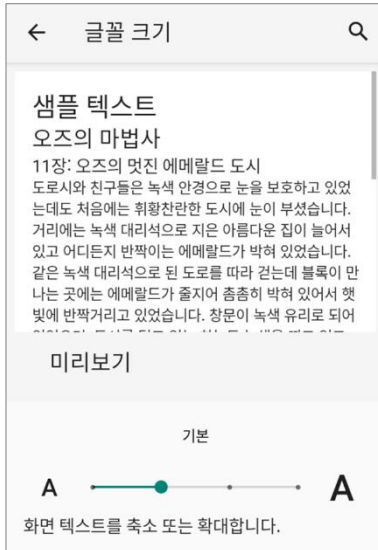 글꼴 크기
샘플 텍스트
오즈의 마법사
11장: 오즈의 멋진 에메랄드 도시
도로시와 친구들은 녹색 안경으로 눈을 보호하고 있었
는데도 처음에는 휘황찬란한 도시에 눈이 부셨습니다.
거리에는 녹색 대리석으로 지은 아름다운 집이 늘어서
있고 어디든지 반짝이는 에메랄드가 박혀 있었습니다.
같은 녹색 대리석으로 된 도로를 따라 걷는데 블록이 만
나는 곳에는 에메랄드가 줄지어 촘촘히 박혀 있어서 햇
빛에 반짝거리고 있었습니다. 창문이 녹색 유리로 되어
미리보기
기본
A A
화면 텍스트를 축소 또는 확대합니다.